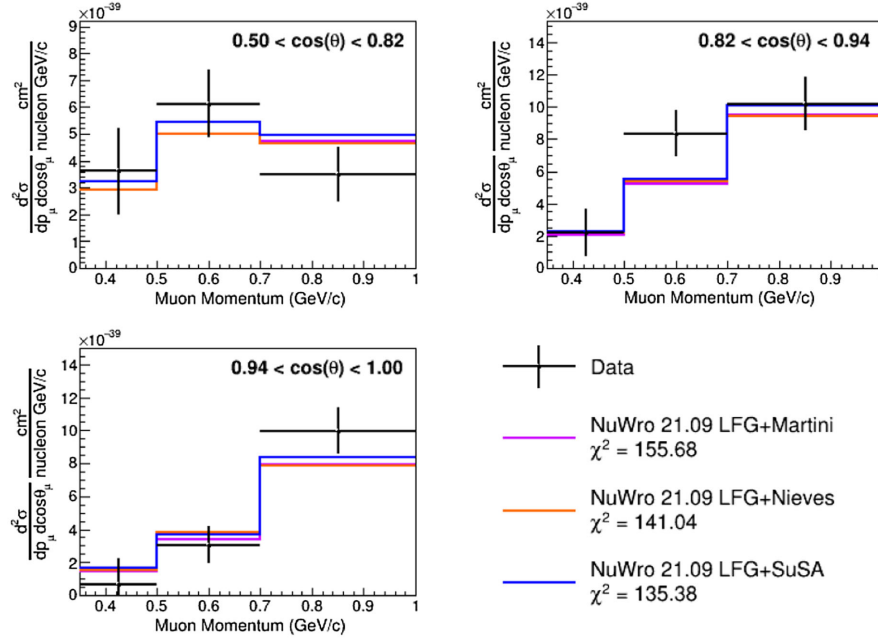 ×10⁻³⁹
0.50 < cos(θ) < 0.82
d²σ / dp_μ dcosθ_μ cm² / nucleon GeV/c
9
8
7
6
5
4
3
2
1
0
0.4 0.5 0.6 0.7 0.8 0.9 1
Muon Momentum (GeV/c)
×10⁻³⁹
0.82 < cos(θ) < 0.94
d²σ / dp_μ dcosθ_μ cm² / nucleon GeV/c
14
12
10
8
6
4
2
0
0.4 0.5 0.6 0.7 0.8 0.9
Muon Momentum (GeV/c)
×10⁻³⁹
0.94 < cos(θ) < 1.00
d²σ / dp_μ dcosθ_μ cm² / nucleon GeV/c
14
12
10
8
6
4
2
0
0.4 0.5 0.6 0.7 0.8 0.9 1
Muon Momentum (GeV/c)
Data
NuWro 21.09 LFG+Martini
χ² = 155.68
NuWro 21.09 LFG+Nieves
χ² = 141.04
NuWro 21.09 LFG+SuSA
χ² = 135.38